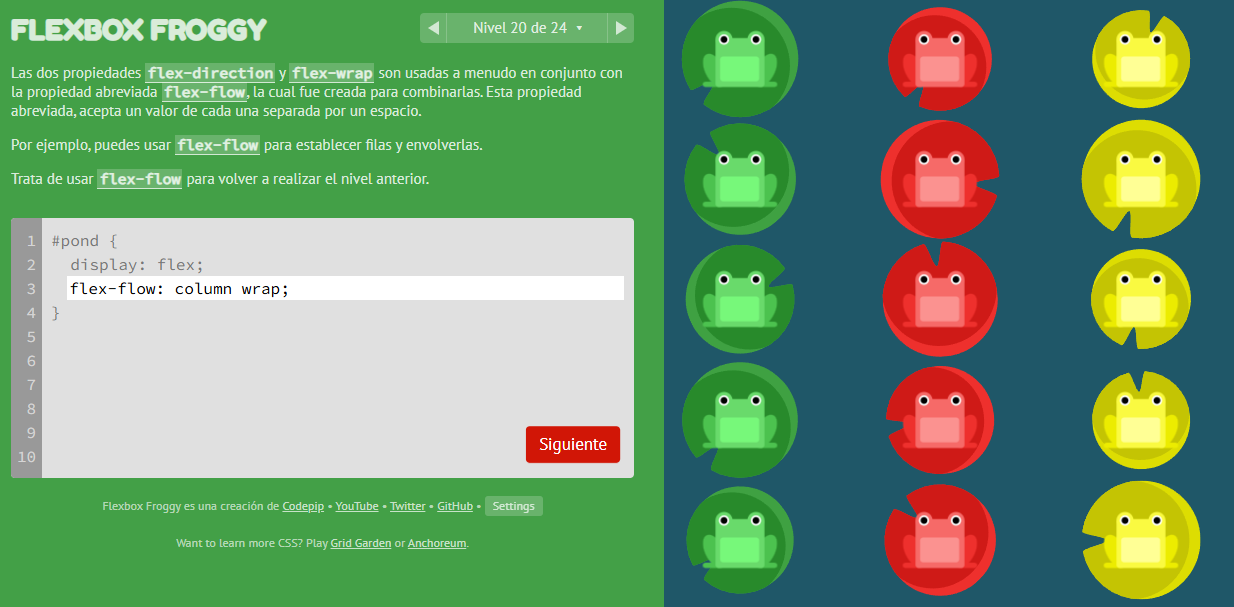 FLEXBOX FROGGY
Nivel 20 de 24
Las dos propiedades flex-direction y flex-wrap son usadas a menudo en conjunto con
la propiedad abreviada flex-flow, la cual fue creada para combinarlas. Esta propiedad
abreviada, acepta un valor de cada una separada por un espacio.
Por ejemplo, puedes usar flex-flow para establecer filas y envolverlas.
Trata de usar flex-flow para volver a realizar el nivel anterior.
1 #pond {
2 display: flex;
3 flex-flow: column wrap;
4 }
5
6
7
8
9
10
Siguiente
Flexbox Froggy es una creación de Codepip • YouTube • Twitter • GitHub • Settings
Want to learn more CSS? Play Grid Garden or Anchoreum.